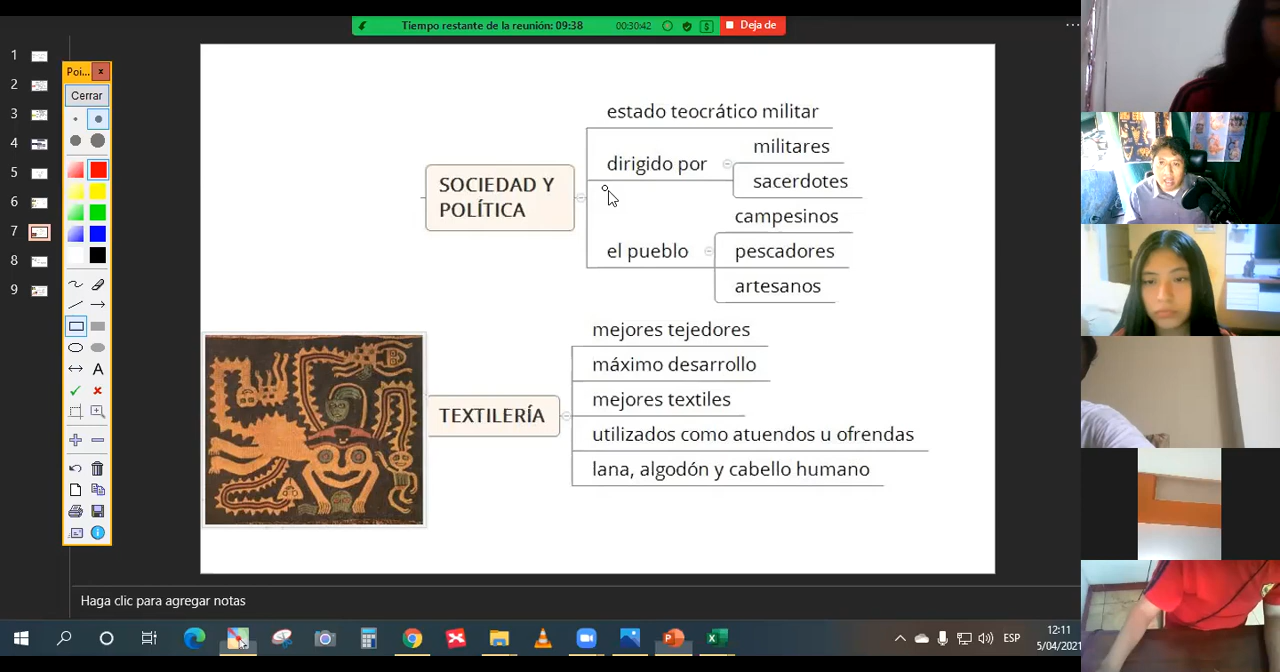 Tiempo restante de la reunión: 09:38
00:30:42
Deja de
1
2
3
4
5
6
7
8
9
Poi... x
Cerrar
A
SOCIEDAD Y
POLÍTICA
estado teocrático militar
dirigido por
militares
sacerdotes
el pueblo
campesinos
pescadores
artesanos
TEXTILERÍA
mejores tejedores
máximo desarrollo
mejores textiles
utilizados como atuendos u ofrendas
lana, algodón y cabello humano
Haga clic para agregar notas
ESP
12:11
5/04/2021